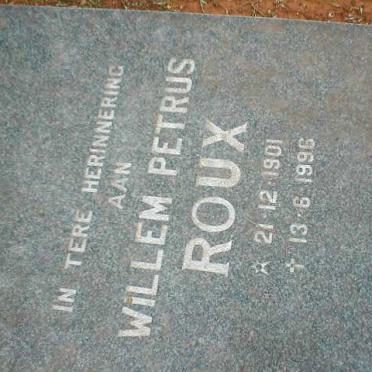 IN TERE HERINNERING
AAN
WILLEM PETRUS
ROUX
☆ 21·12·1901
✝ 13·6·1996